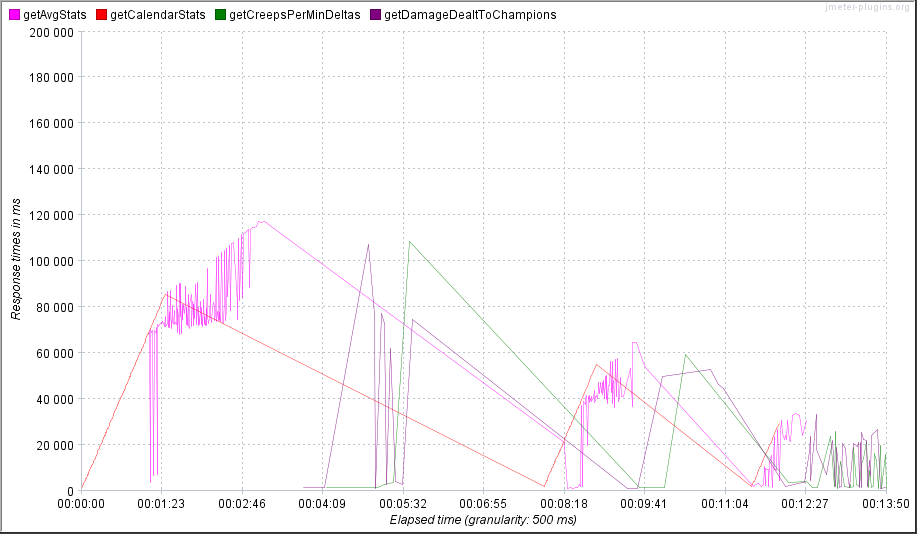 getAvgStats getCalendarStats getCreepsPerMinDeltas getDamageDealtToChampions
jmeter-plugins.org
200 000
180 000
160 000
140 000
120 000
100 000
80 000
60 000
40 000
20 000
0
Response times in ms
00:00:00 00:01:23 00:02:46 00:04:09 00:05:32 00:06:55 00:08:18 00:09:41 00:11:04 00:12:27 00:13:50
Elapsed time (granularity: 500 ms)